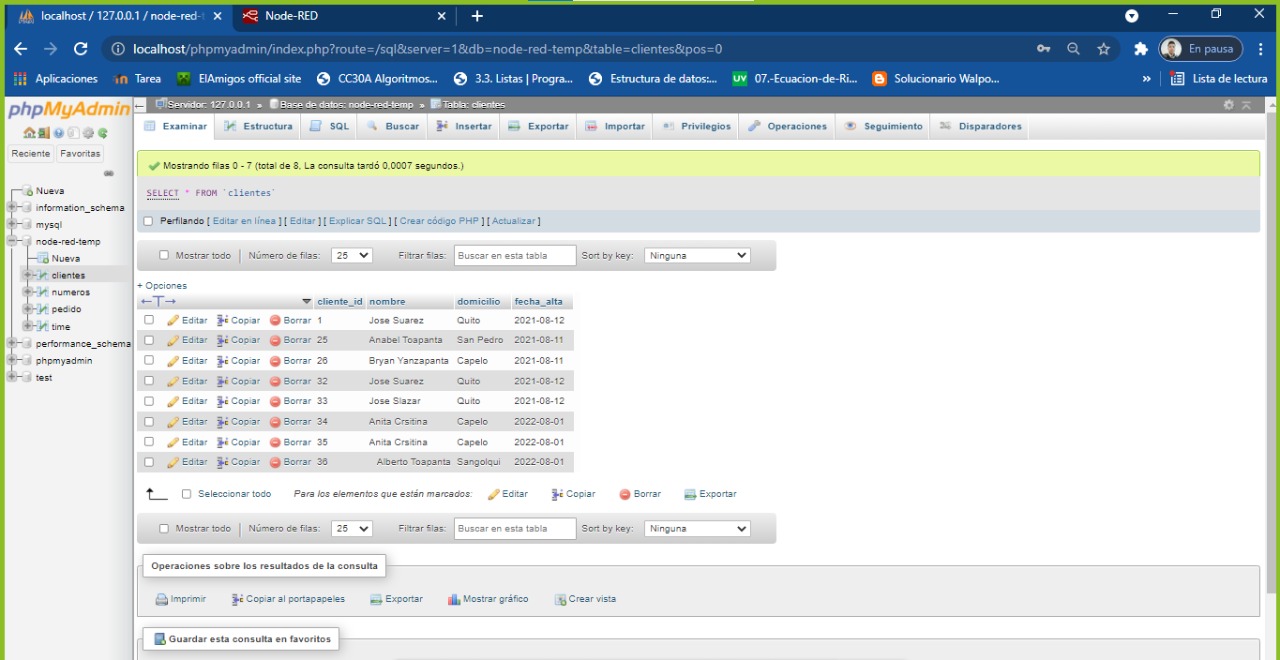 localhost / 127.0.0.1 / node-red-t
Node-RED
localhost/phpmyadmin/index.php?route=/sql&server=1&db=node-red-temp&table=clientes&pos=0
En pausa
Aplicaciones
Tarea
ElAmigos official site
CC30A Algoritmos...
3.3. Listas | Progra...
Estructura de datos:...
UV 07.-Ecuacion-de-Ri...
Solucionario Walpo...
»
Lista de lectura
phpMyAdmin
Reciente Favoritas
Nueva
information_schema
mysql
node-red-temp
Nueva
clientes
numeros
pedido
time
performance_schema
phpmyadmin
test
Servidor: 127.0.0.1 » Base de datos: node-red-temp » Tabla: clientes
Examinar Estructura SQL Buscar Insertar Exportar Importar Privilegios Operaciones Seguimiento Disparadores
Mostrando filas 0 - 7 (total de 8, La consulta tardó 0,0007 segundos.)
SELECT * FROM `clientes`
Perfilando [ Editar en línea ] [ Editar ] [ Explicar SQL ] [ Crear código PHP ] [ Actualizar ]
Mostrar todo | Número de filas: 25 Filtrar filas: Buscar en esta tabla Sort by key: Ninguna
+ Opciones
←T→ cliente_id nombre domicilio fecha_alta
Editar Copiar Borrar 1 Jose Suarez Quito 2021-08-12
Editar Copiar Borrar 25 Anabel Toapanta San Pedro 2021-08-11
Editar Copiar Borrar 26 Bryan Yanzapanta Capelo 2021-08-11
Editar Copiar Borrar 32 Jose Suarez Quito 2021-08-12
Editar Copiar Borrar 33 Jose Slazar Quito 2021-08-12
Editar Copiar Borrar 34 Anita Crsitina Capelo 2022-08-01
Editar Copiar Borrar 35 Anita Crsitina Capelo 2022-08-01
Editar Copiar Borrar 36 Alberto Toapanta Sangolqui 2022-08-01
Seleccionar todo Para los elementos que están marcados: Editar Copiar Borrar Exportar
Mostrar todo | Número de filas: 25 Filtrar filas: Buscar en esta tabla Sort by key: Ninguna
Operaciones sobre los resultados de la consulta
Imprimir Copiar al portapapeles Exportar Mostrar gráfico Crear vista
Guardar esta consulta en favoritos